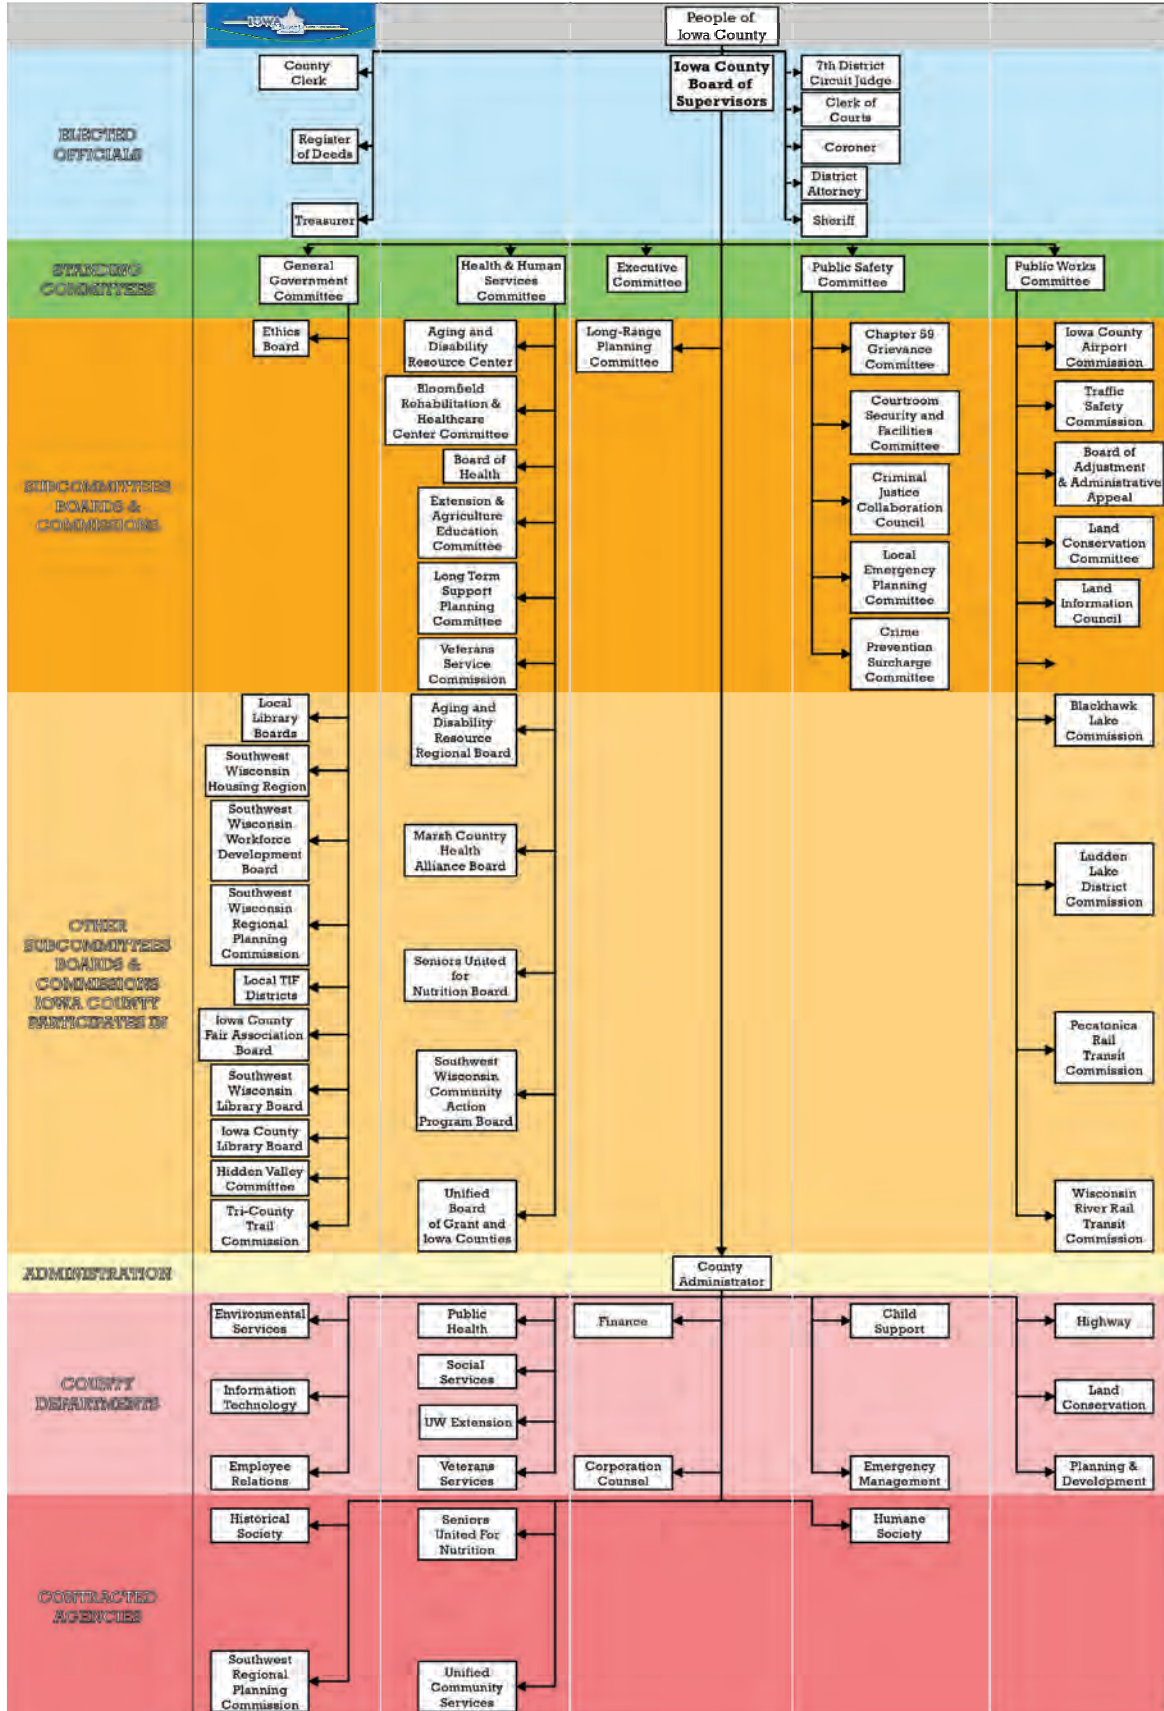 IOWA
People of
Iowa County
ELECTED
OFFICIALS
County
Clerk
Register
of Deeds
Treasurer
Iowa County
Board of
Supervisors
7th District
Circuit Judge
Clerk of
Courts
Coroner
District
Attorney
Sheriff
STANDING
COMMITTEES
General
Government
Committee
Health & Human
Services
Committee
Executive
Committee
Public Safety
Committee
Public Works
Committee
SUBCOMMITTEES
BOARDS &
COMMISSIONS
Ethics
Board
Aging and
Disability
Resource Center
Bloomfield
Rehabilitation &
Healthcare
Center Committee
Board of
Health
Extension &
Agriculture
Education
Committee
Long Term
Support
Planning
Committee
Veterans
Service
Commission
Long-Range
Planning
Committee
Chapter 59
Grievance
Committee
Courtroom
Security and
Facilities
Committee
Criminal
Justice
Collaboration
Council
Local
Emergency
Planning
Committee
Crime
Prevention
Surcharge
Committee
Iowa County
Airport
Commission
Traffic
Safety
Commission
Board of
Adjustment
& Administrative
Appeal
Land
Conservation
Committee
Land
Information
Council
OTHER
SUBCOMMITTEES
BOARDS &
COMMISSIONS
IOWA COUNTY
PARTICIPATES IN
Local
Library
Boards
Southwest
Wisconsin
Housing Region
Southwest
Wisconsin
Workforce
Development
Board
Southwest
Wisconsin
Regional
Planning
Commission
Local TIF
Districts
Iowa County
Fair Association
Board
Southwest
Wisconsin
Library Board
Iowa County
Library Board
Hidden Valley
Committee
Tri-County
Trail
Commission
Aging and
Disability
Resource
Regional Board
Marsh Country
Health
Alliance Board
Seniors United
for
Nutrition Board
Southwest
Wisconsin
Community
Action
Program Board
Unified
Board
of Grant and
Iowa Counties
Blackhawk
Lake
Commission
Ludden
Lake
District
Commission
Pecatonica
Rail
Transit
Commission
Wisconsin
River Rail
Transit
Commission
ADMINISTRATION
County
Administrator
COUNTY
DEPARTMENTS
Environmental
Services
Information
Technology
Employee
Relations
Public
Health
Social
Services
UW Extension
Veterans
Services
Finance
Corporation
Counsel
Child
Support
Emergency
Management
Highway
Land
Conservation
Planning &
Development
CONTRACTED
AGENCIES
Historical
Society
Southwest
Regional
Planning
Commission
Seniors
United For
Nutrition
Unified
Community
Services
Humane
Society